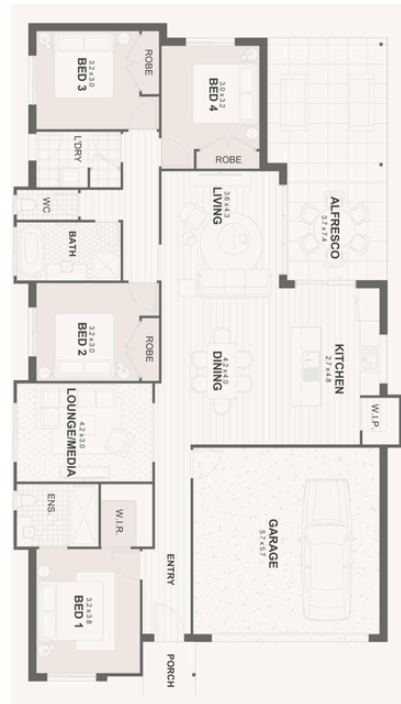 BED 3
3.2 x 3.0
ROBE
BED 4
3.0 x 3.2
ROBE
L'DRY
WC
BATH
LIVING
3.6 x 4.3
ALFRESCO
3.7 x 7.4
BED 2
3.2 x 3.0
ROBE
DINING
4.2 x 4.0
KITCHEN
2.7 x 4.8
W.I.P.
LOUNGE/MEDIA
4.2 x 3.0
ENS.
W.I.R.
GARAGE
5.7 x 5.7
ENTRY
BED 1
3.2 x 3.8
PORCH